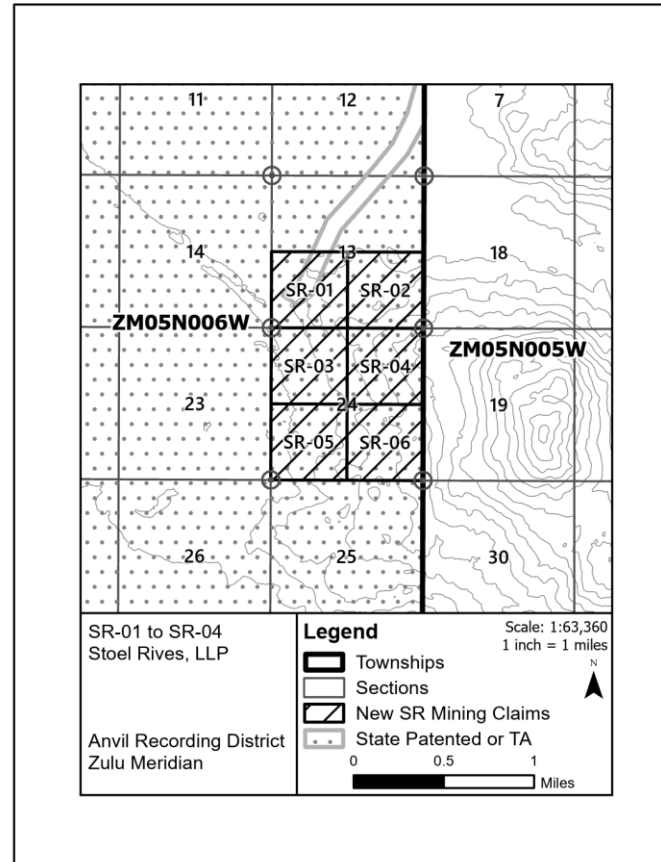 11
12
7
14
13
18
SR-01
SR-02
ZM05N006W
ZM05N005W
SR-03
SR-04
23
24
19
SR-05
SR-06
26
25
30
SR-01 to SR-04
Stoel Rives, LLP
Anvil Recording District
Zulu Meridian
Legend
Scale: 1:63,360
1 inch = 1 miles
N
Townships
Sections
New SR Mining Claims
State Patented or TA
0 0.5 1
Miles